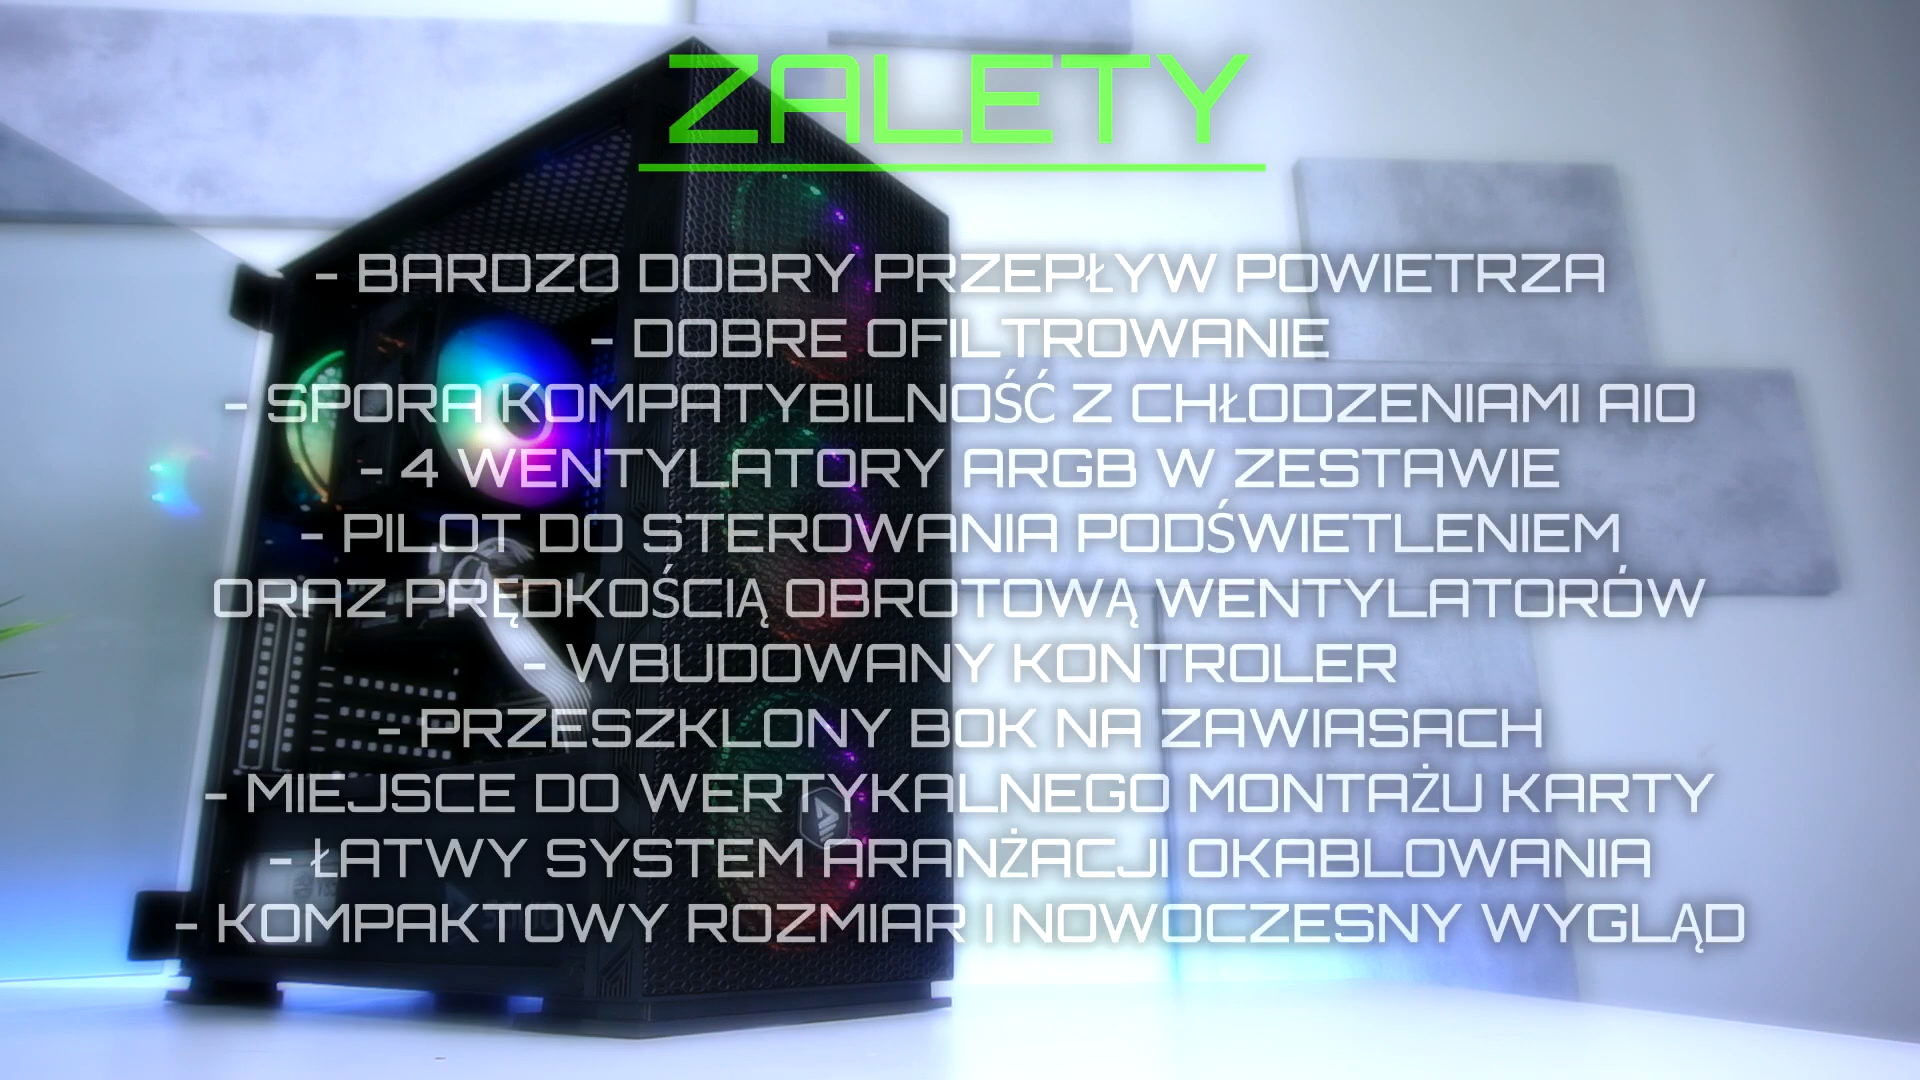 ZALETY
- BARDZO DOBRY PRZEPŁYW POWIETRZA
- DOBRE OFILTROWANIE
- SPORA KOMPATYBILNOŚĆ Z CHŁODZENIAMI AIO
- 4 WENTYLATORY ARGB W ZESTAWIE
- PILOT DO STEROWANIA PODŚWIETLENIEM
ORAZ PRĘDKOŚCIĄ OBROTOWĄ WENTYLATORÓW
- WBUDOWANY KONTROLER
- PRZESZKLONY BOK NA ZAWIASACH
- MIEJSCE DO WERTYKALNEGO MONTAŻU KARTY
- ŁATWY SYSTEM ARANŻACJI OKABLOWANIA
- KOMPAKTOWY ROZMIAR I NOWOCZESNY WYGLĄD